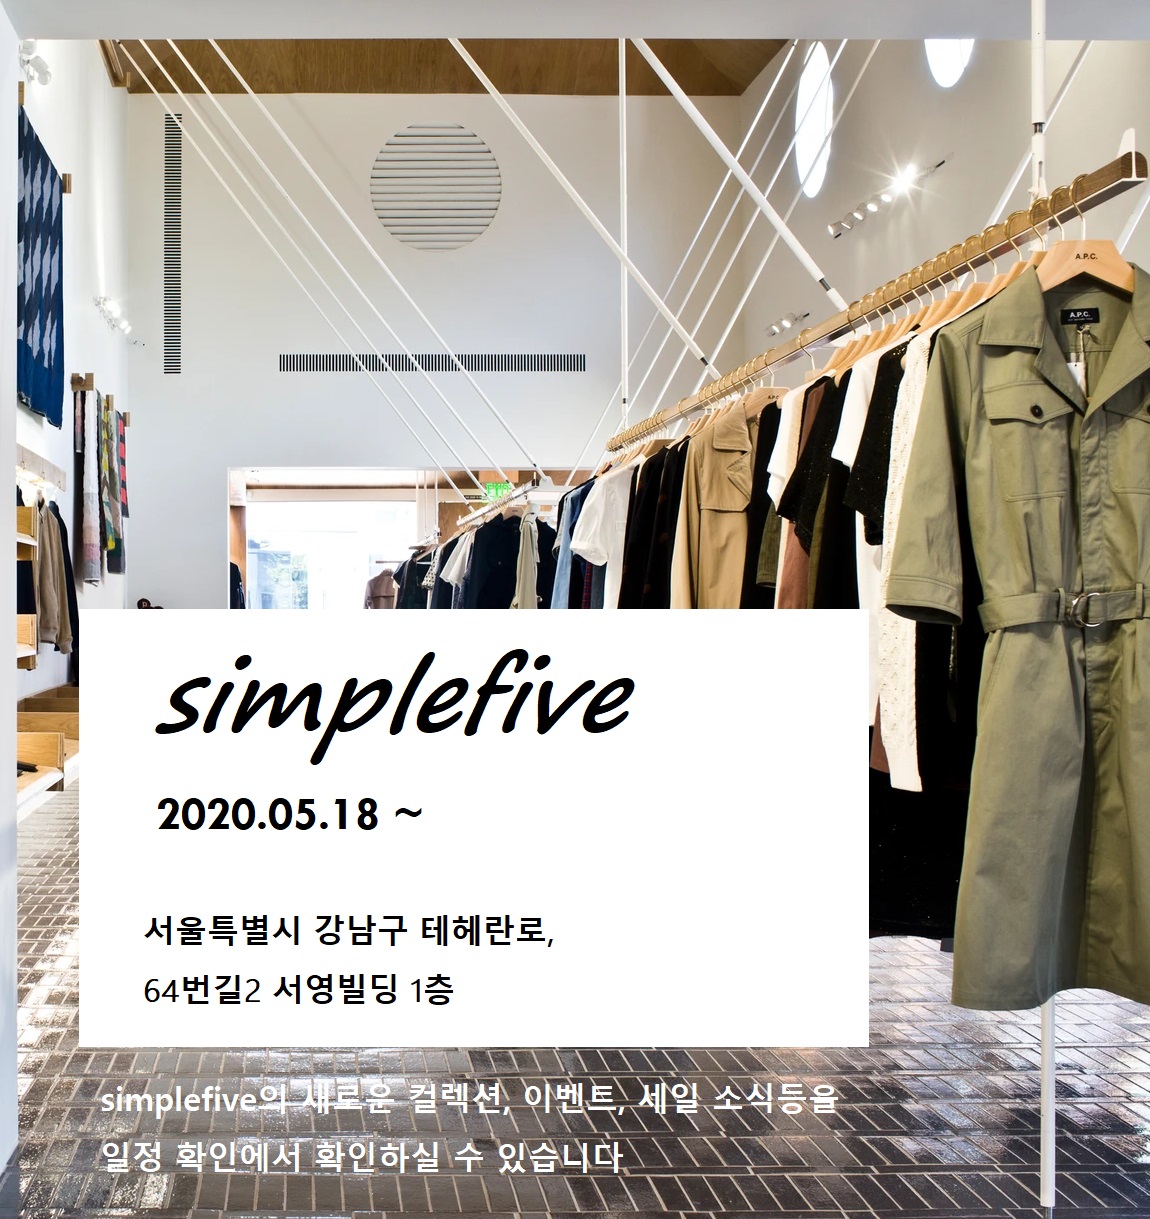 A.P.C.
A.P.C.
simplefive
2020.05.18 ~
서울특별시 강남구 테헤란로,
64번길2 서영빌딩 1층
simplefive의 새로운 컬렉션, 이벤트, 세일 소식등을
일정 확인에서 확인하실 수 있습니다